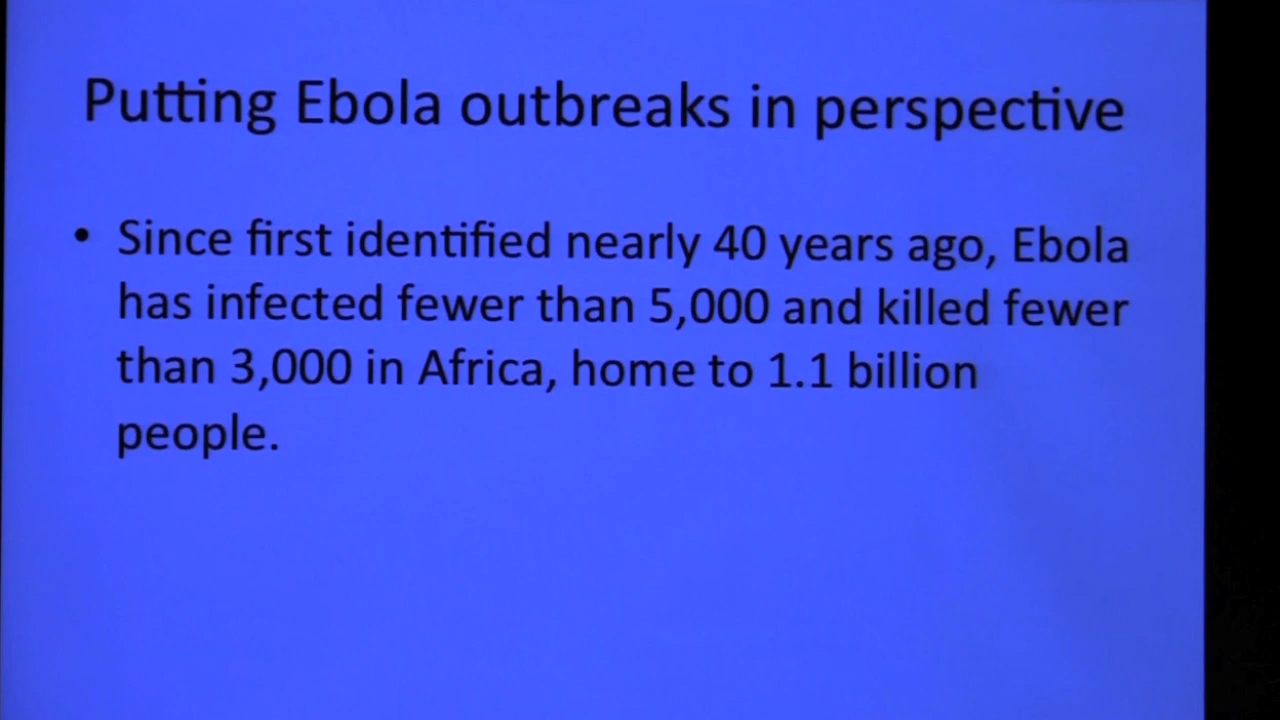 Putting Ebola outbreaks in perspective
• Since first identified nearly 40 years ago, Ebola
has infected fewer than 5,000 and killed fewer
than 3,000 in Africa, home to 1.1 billion
people.